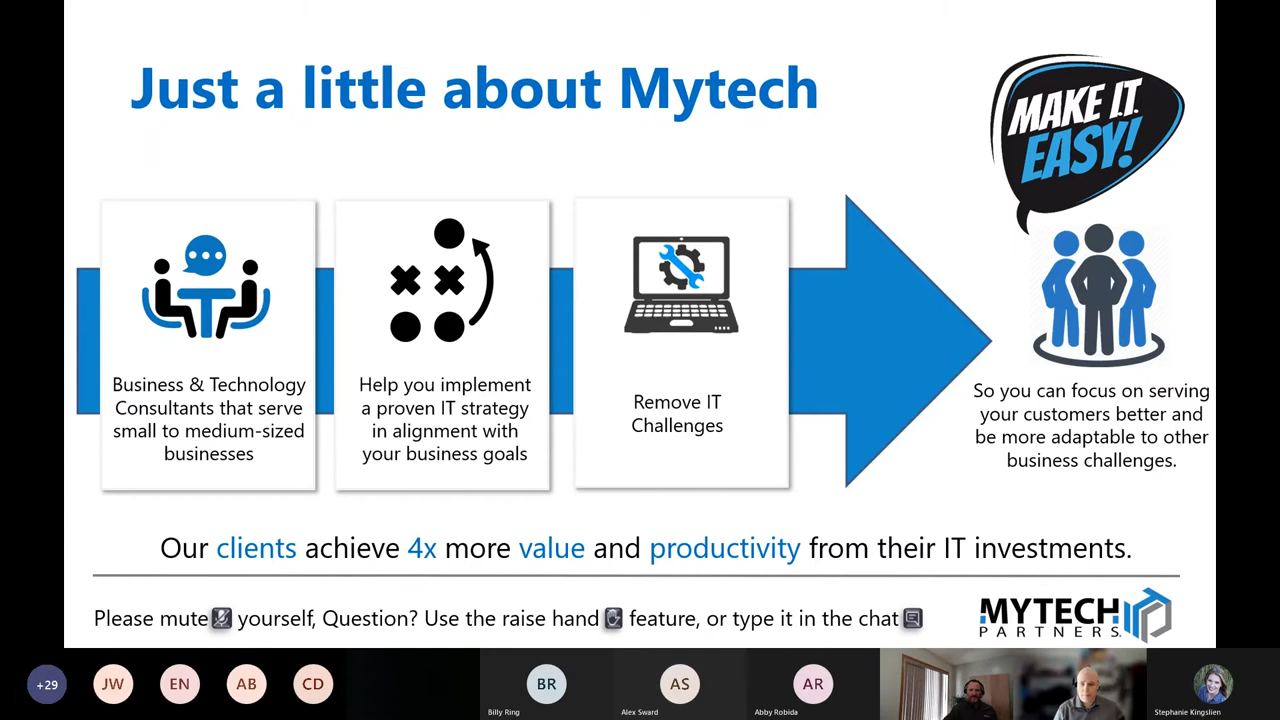 Just a little about Mytech
MAKE I.T.
EASY!
Business & Technology
Consultants that serve
small to medium-sized
businesses
Help you implement
a proven IT strategy
in alignment with
your business goals
Remove IT
Challenges
So you can focus on serving
your customers better and
be more adaptable to other
business challenges.
Our clients achieve 4x more value and productivity from their IT investments.
Please mute yourself, Question? Use the raise hand feature, or type it in the chat
MYTECH
PARTNERS
+29
JW
EN
AB
CD
BR
Billy Ring
AS
Alex Sward
AR
Abby Robida
Stephanie Kingslien